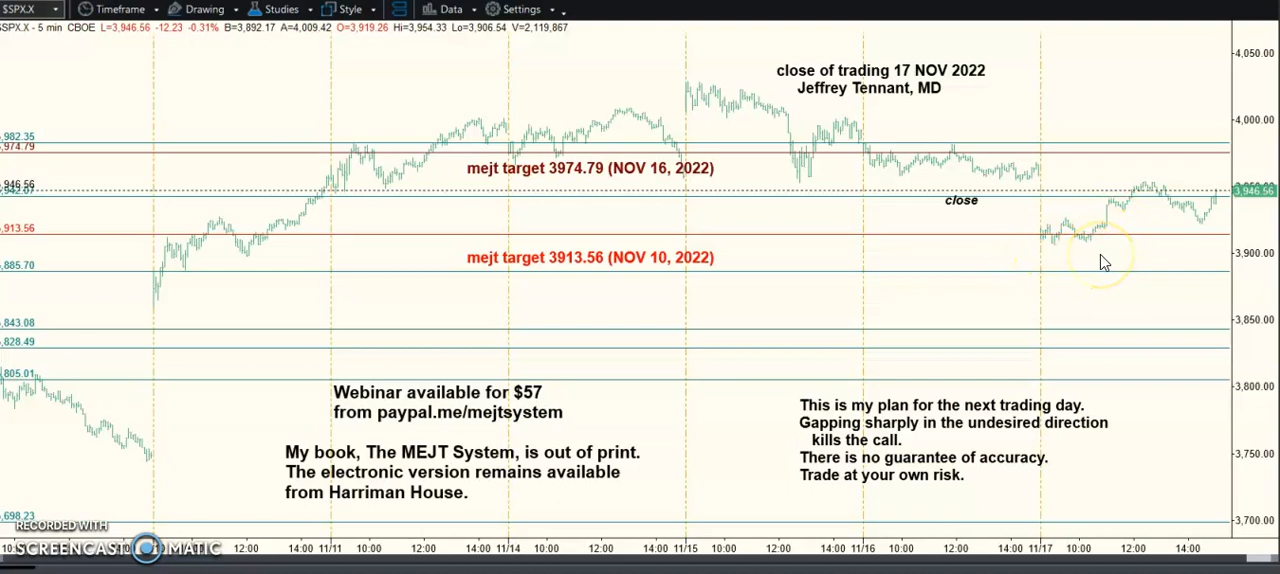 $SPX.X Timeframe Drawing Studies Style Data Settings
$SPX.X - 5 min CBOE L=3,946.56 -12.23 -0.31% B=3,892.17 A=4,009.42 O=3,919.26 Hi=3,954.33 Lo=3,906.54 V=2,119,867
4,050.00
close of trading 17 NOV 2022
Jeffrey Tennant, MD
4,000.00
,982.35
,974.79
mejt target 3974.79 (NOV 16, 2022)
,946.56
3,946.56
,942.07
close
,913.56
mejt target 3913.56 (NOV 10, 2022)
3,900.00
,885.70
3,850.00
,843.08
,828.49
,805.01
3,800.00
Webinar available for $57
from paypal.me/mejtsystem
My book, The MEJT System, is out of print.
The electronic version remains available
from Harriman House.
This is my plan for the next trading day.
Gapping sharply in the undesired direction
kills the call.
There is no guarantee of accuracy.
Trade at your own risk.
3,750.00
3,700.00
,698.23
RECORDED WITH
SCREENCAST MATIC
12:00 14:00 11/11 10:00 12:00 14:00 11/14 10:00 12:00 14:00 11/15 10:00 12:00 14:00 11/16 10:00 12:00 14:00 11/17 10:00 12:00 14:00